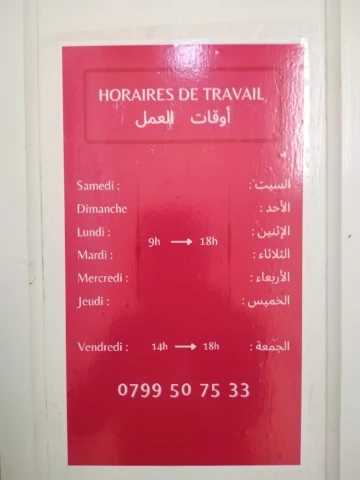 HORAIRES DE TRAVAIL
أوقات العمل
Samedi : السبت :
Dimanche الأحد :
Lundi : الإثنين :
9h → 18h
Mardi : الثلاثاء :
Mercredi : الأربعاء :
Jeudi : الخميس :
Vendredi : 14h → 18h الجمعة :
0799 50 75 33